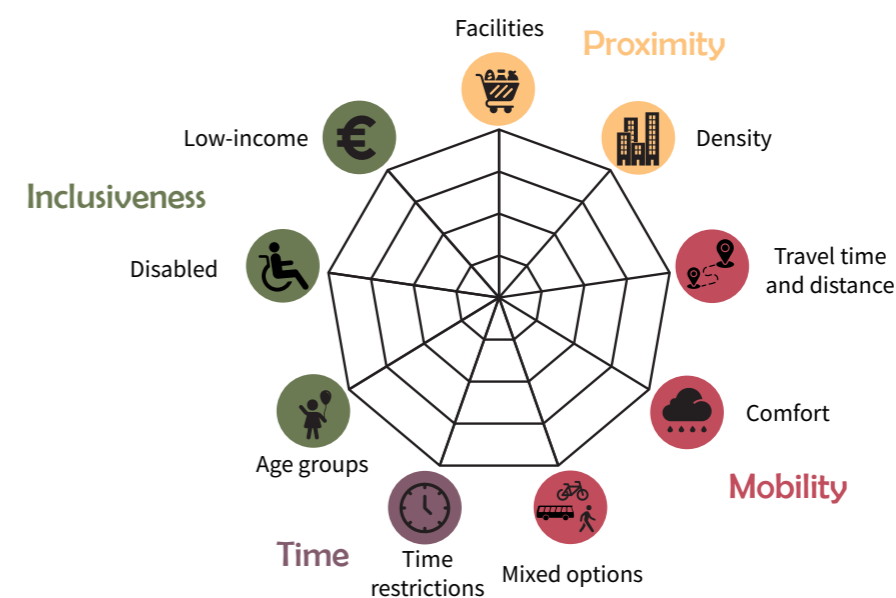 Facilities
Proximity
Low-income
Density
Inclusiveness
Disabled
Travel time
and distance
Age groups
Comfort
Mobility
Time
Time
restrictions
Mixed options